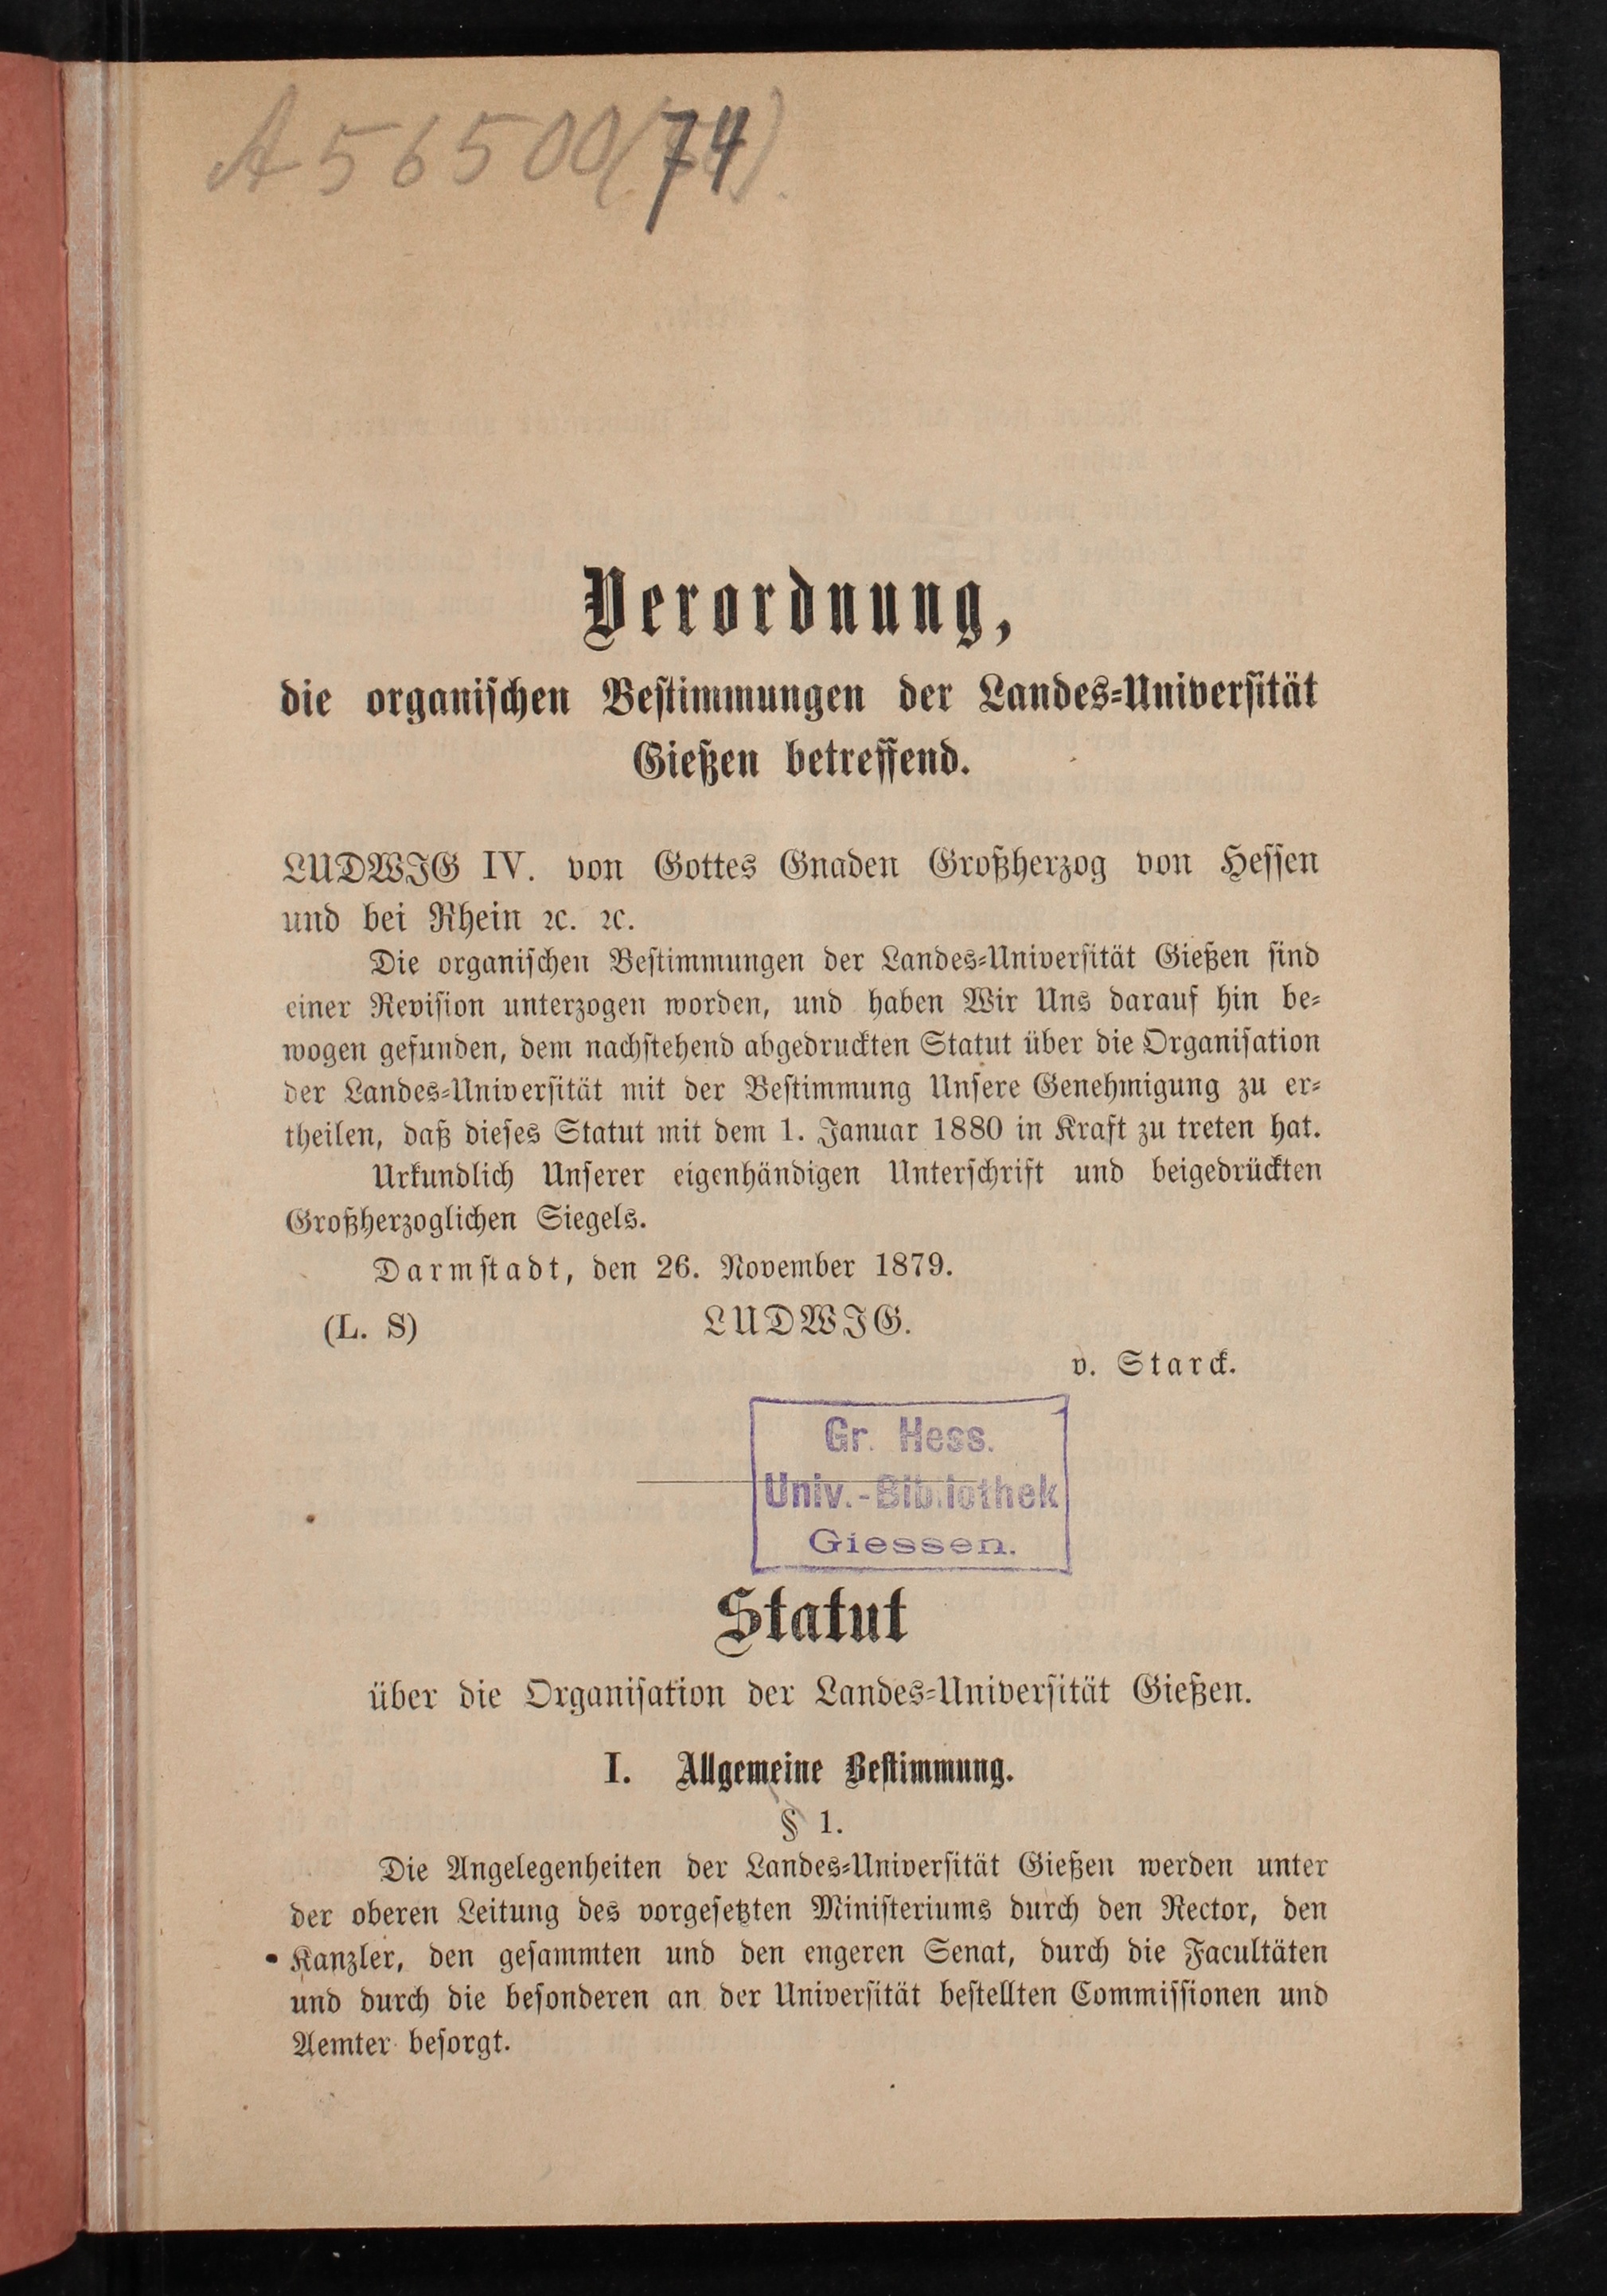 A 56500(74).
Verordnung,
die organischen Bestimmungen der Landes-Universität
Gießen betreffend.
LUDWIG IV. von Gottes Gnaden Großherzog von Hessen
und bei Rhein ꝛc. ꝛc.
Die organischen Bestimmungen der Landes-Universität Gießen sind
einer Revision unterzogen worden, und haben Wir Uns darauf hin be-
wogen gefunden, dem nachstehend abgedruckten Statut über die Organisation
der Landes-Universität mit der Bestimmung Unsere Genehmigung zu er-
theilen, daß dieses Statut mit dem 1. Januar 1880 in Kraft zu treten hat.
Urkundlich Unserer eigenhändigen Unterschrift und beigedrückten
Großherzoglichen Siegels.
Darmstadt, den 26. November 1879.
(L. S) LUDWIG.
v. Starck.
Gr. Hess.
Univ.-Bibliothek
Giessen.
Statut
über die Organisation der Landes-Universität Gießen.
I. Allgemeine Bestimmung.
§ 1.
Die Angelegenheiten der Landes-Universität Gießen werden unter
der oberen Leitung des vorgesetzten Ministeriums durch den Rector, den
Kanzler, den gesammten und den engeren Senat, durch die Facultäten
und durch die besonderen an der Universität bestellten Commissionen und
Aemter besorgt.